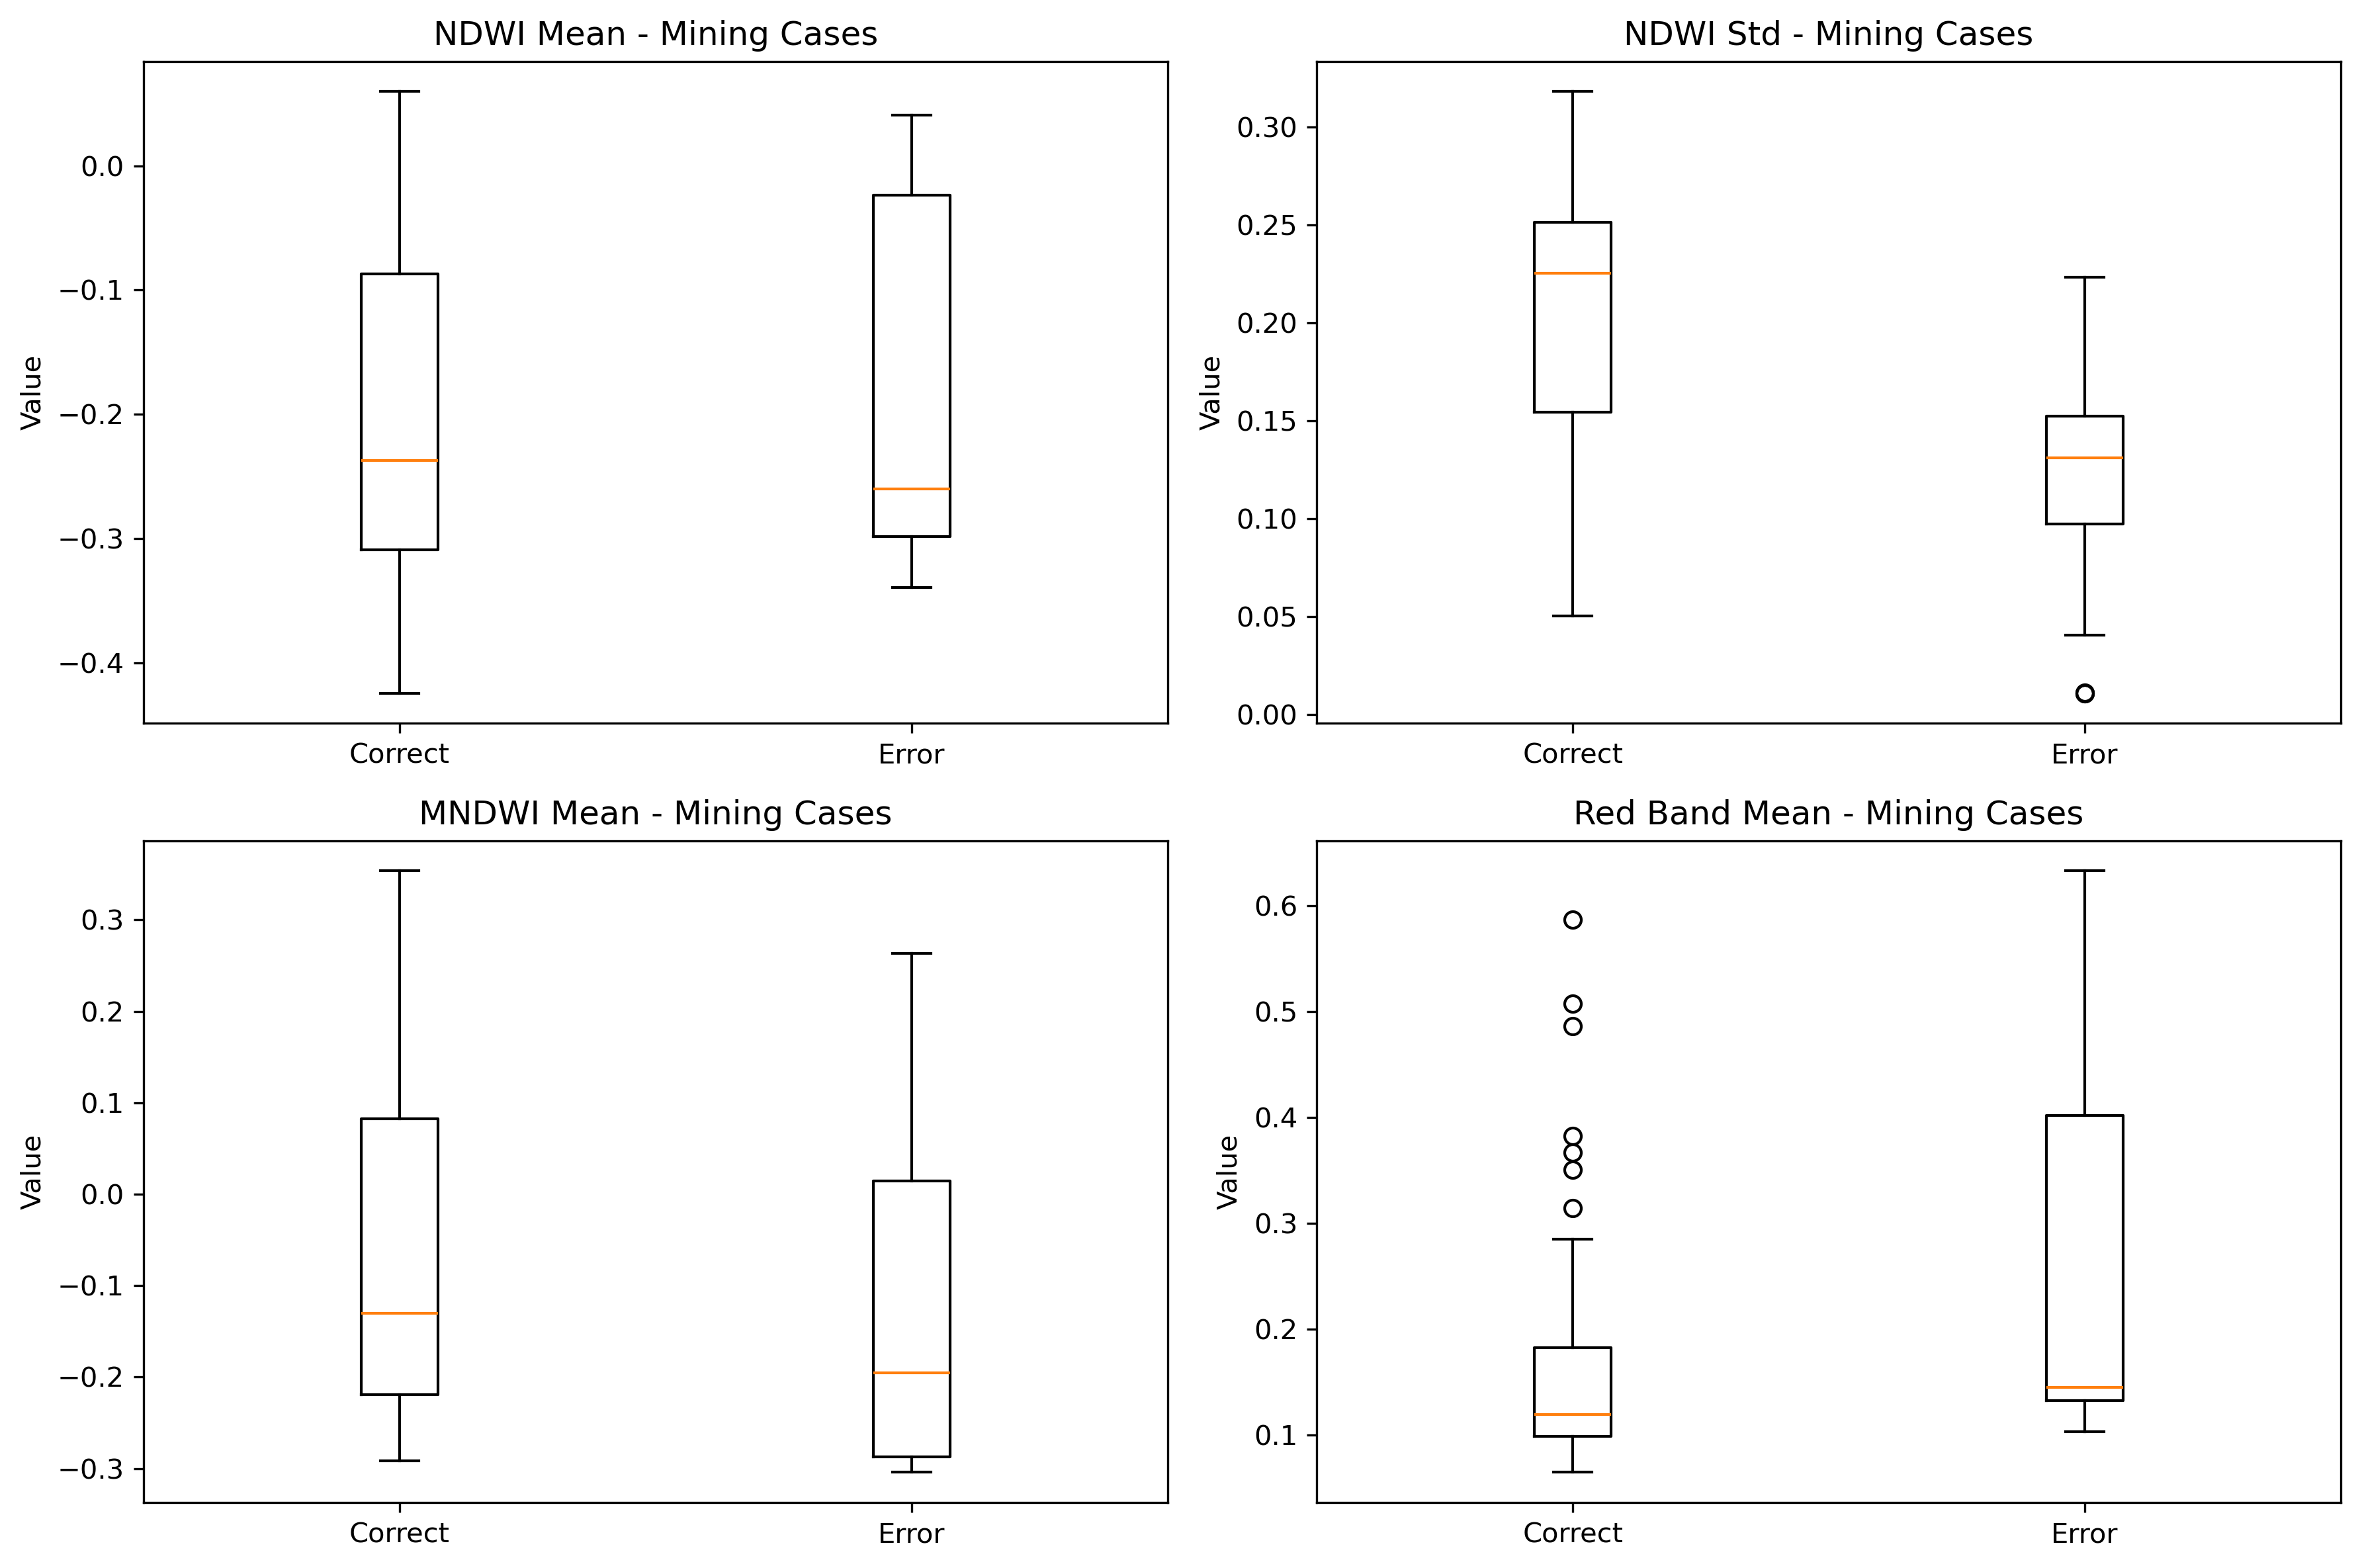 NDWI Mean - Mining Cases
Value
0.0
−0.1
−0.2
−0.3
−0.4
Correct
Error
NDWI Std - Mining Cases
Value
0.30
0.25
0.20
0.15
0.10
0.05
0.00
Correct
Error
MNDWI Mean - Mining Cases
Value
0.3
0.2
0.1
0.0
−0.1
−0.2
−0.3
Correct
Error
Red Band Mean - Mining Cases
Value
0.6
0.5
0.4
0.3
0.2
0.1
Correct
Error